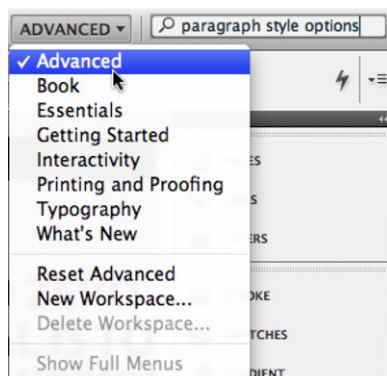 ADVANCED paragraph style options
Advanced
Book
Essentials
Getting Started
Interactivity
Printing and Proofing
Typography
What's New
Reset Advanced
New Workspace...
Delete Workspace...
Show Full Menus